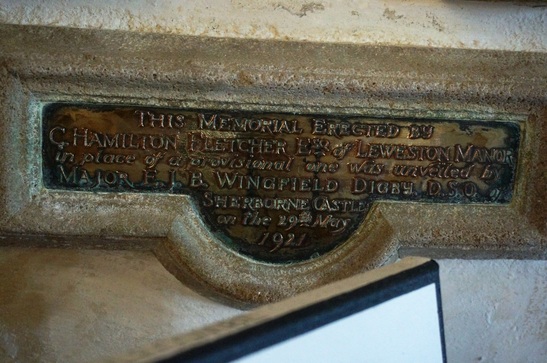 THIS MEMORIAL ERECTED BY
G. HAMILTON FLETCHER ESQ. of LEWESTON MANOR
in place of a provisional one and was unveiled by
MAJOR F.J.B. WINGFIELD DIGBY, D.S.O. of
SHERBORNE CASTLE
on the 29th May
1921